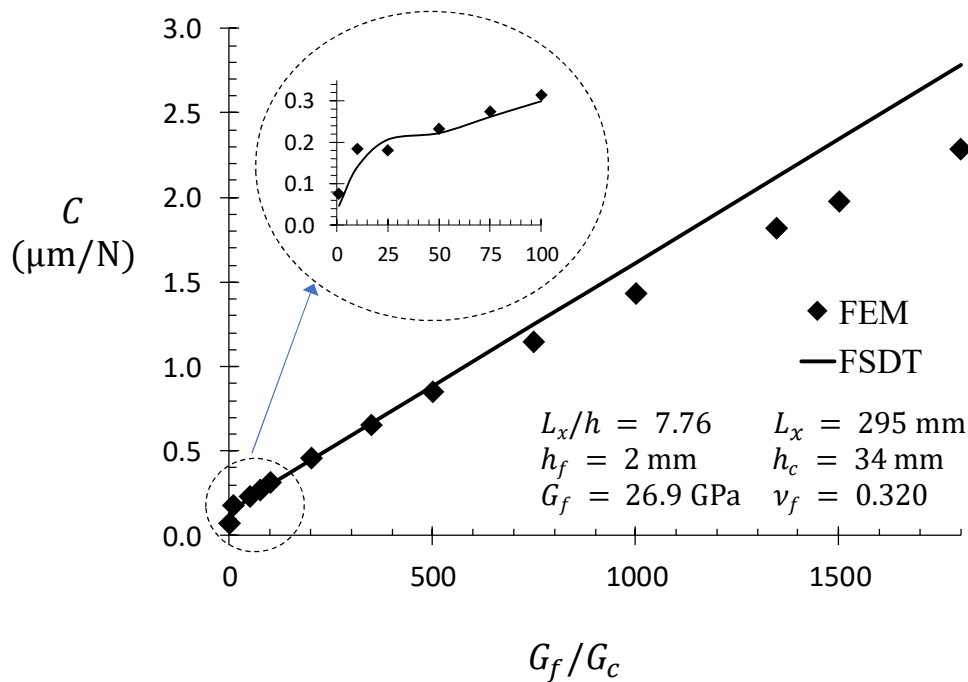 3.0
2.5
2.0
1.5
1.0
0.5
0.0
C
(μm/N)
0.3
0.2
0.1
0.0
0 25 50 75 100
FEM
FSDT
L_x/h = 7.76 L_x = 295 mm
h_f = 2 mm h_c = 34 mm
G_f = 26.9 GPa ν_f = 0.320
0 500 1000 1500
G_f/G_c